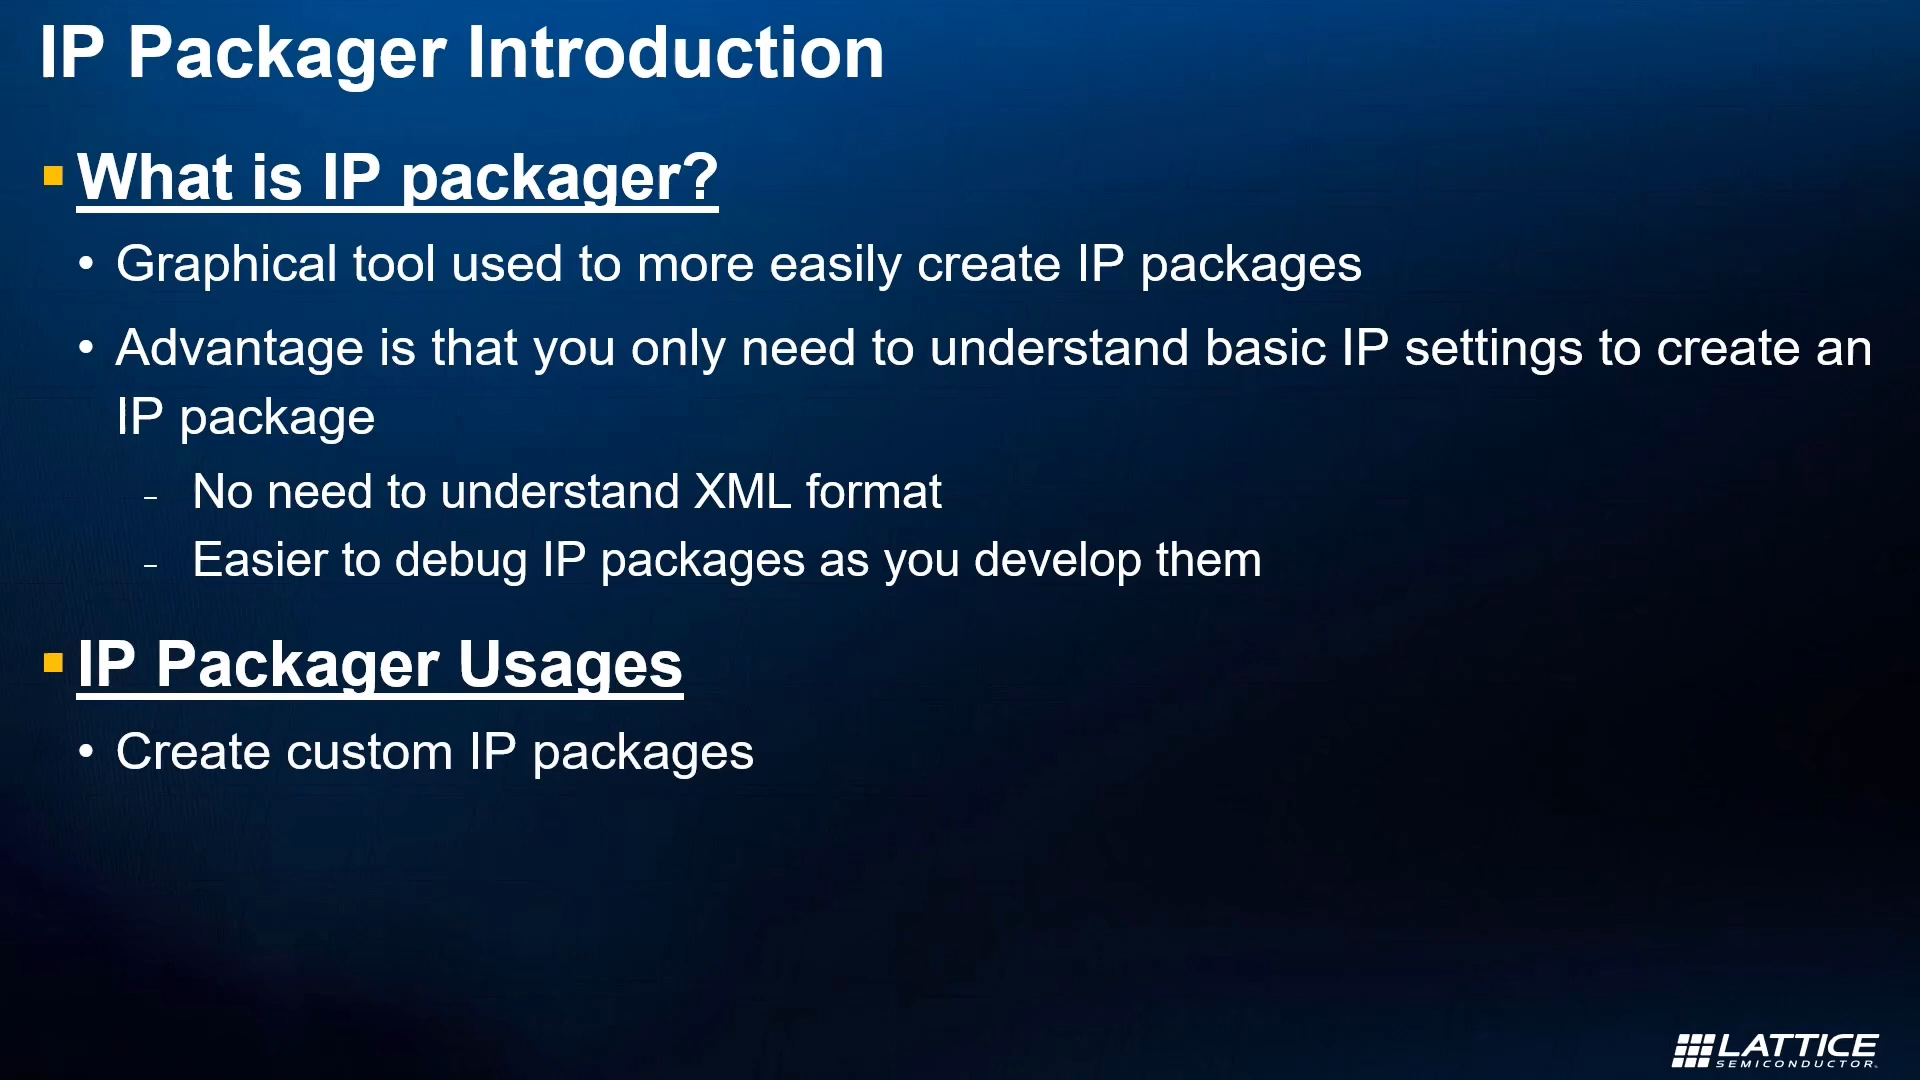 IP Packager Introduction
▪ What is IP packager?
• Graphical tool used to more easily create IP packages
• Advantage is that you only need to understand basic IP settings to create an
IP package
– No need to understand XML format
– Easier to debug IP packages as you develop them
▪ IP Packager Usages
• Create custom IP packages
LATTICE
SEMICONDUCTOR